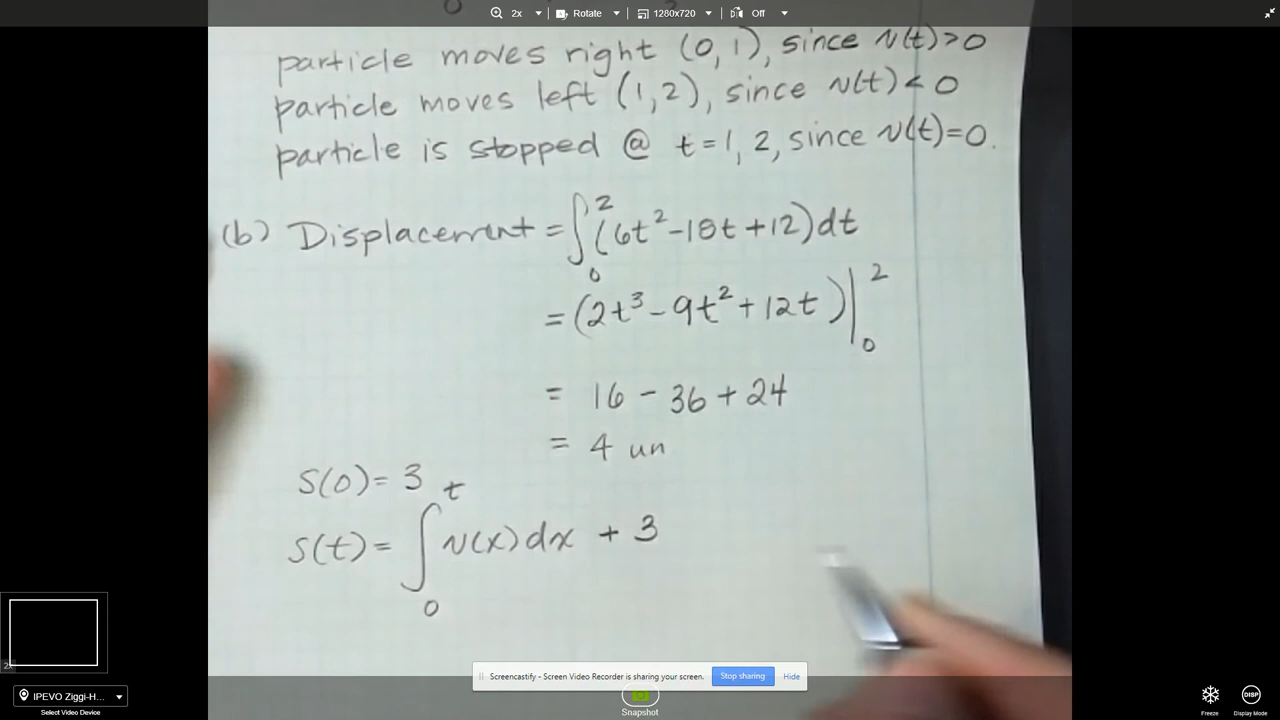 2x Rotate 1280x720 Off
particle moves right (0,1), since v(t)>0
particle moves left (1,2), since v(t)<0
particle is stopped @ t=1,2, since v(t)=0.
(b) Displacement = ∫₀² (6t²-18t+12)dt
= (2t³-9t²+12t)|₀²
= 16 - 36 + 24
= 4 un
S(0)= 3
S(t)= ∫₀ᵗ v(x)dx + 3
2x
Screencastify - Screen Video Recorder is sharing your screen. Stop sharing Hide
IPEVO Ziggi-H...
Select Video Device
Snapshot
Freeze
DISP
Display Mode